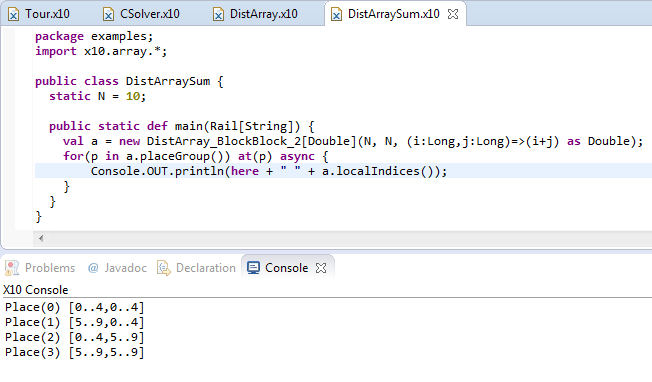 Tour.x10 CSolver.x10 DistArray.x10 DistArraySum.x10
package examples;
import x10.array.*;
public class DistArraySum {
static N = 10;
public static def main(Rail[String]) {
val a = new DistArray_BlockBlock_2[Double](N, N, (i:Long,j:Long)=>(i+j) as Double);
for(p in a.placeGroup()) at(p) async {
Console.OUT.println(here + " " + a.localIndices());
}
}
}
Problems @ Javadoc Declaration Console
X10 Console
Place(0) [0..4,0..4]
Place(1) [5..9,0..4]
Place(2) [0..4,5..9]
Place(3) [5..9,5..9]